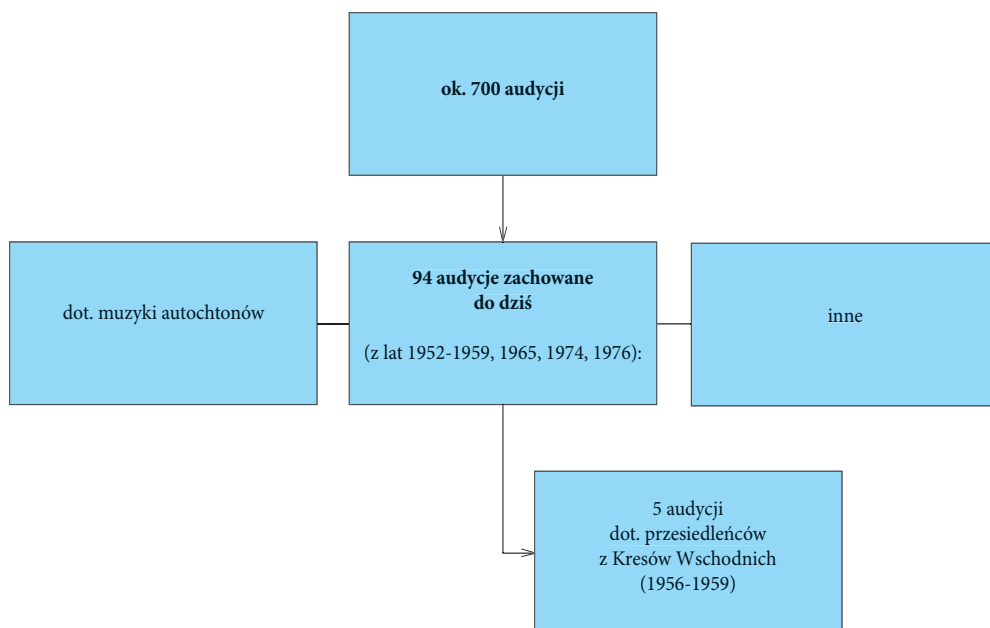 ok. 700 audycji
dot. muzyki autochtonów
94 audycje zachowane
do dziś
(z lat 1952-1959, 1965, 1974, 1976):
inne
5 audycji
dot. przesiedleńców
z Kresów Wschodnich
(1956-1959)